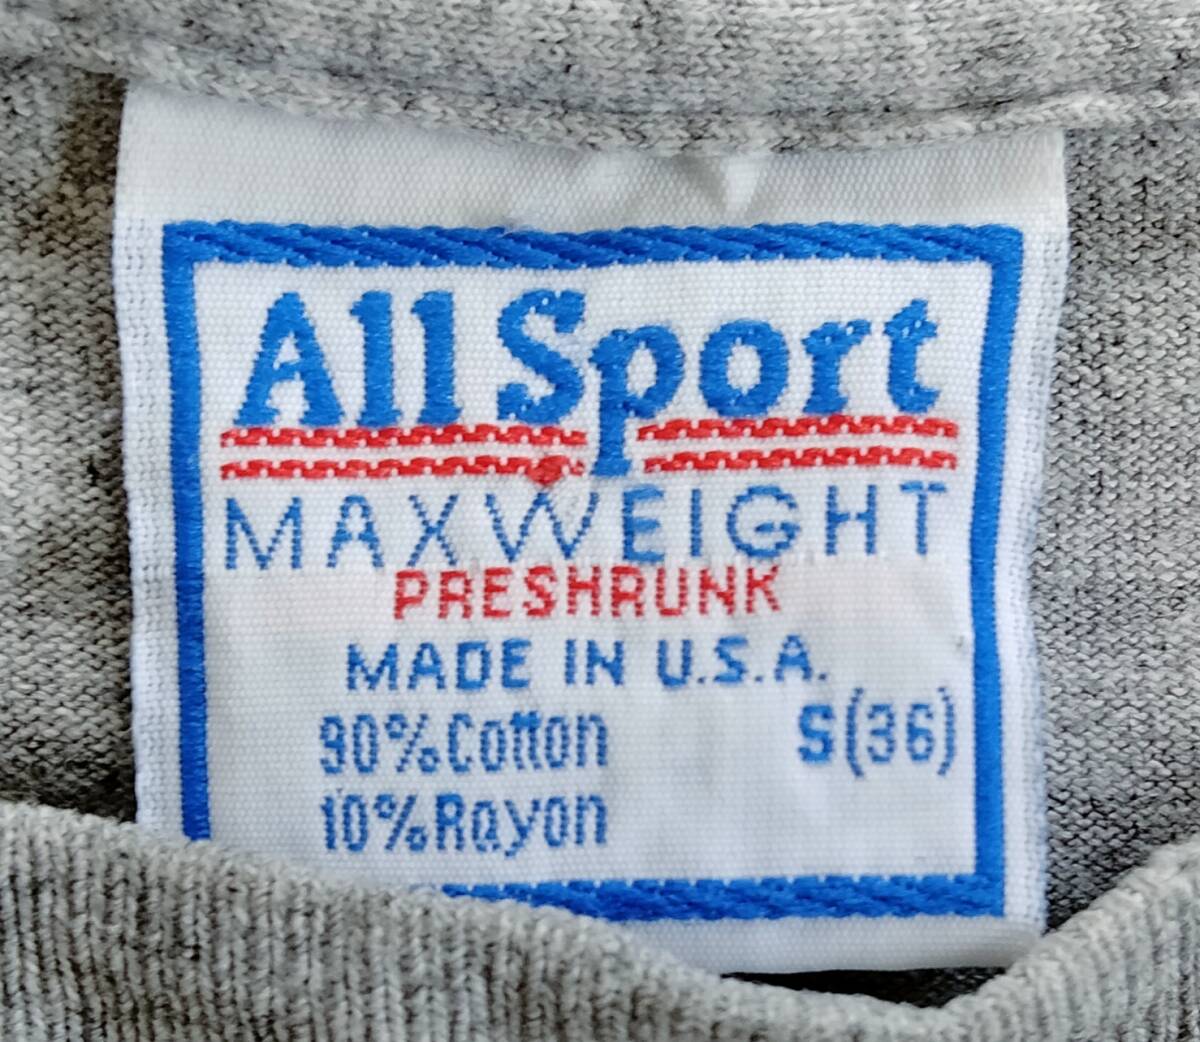 All Sport
MAXWEIGHT
PRESHRUNK
MADE IN U.S.A.
90% Cotton S(36)
10% Rayon